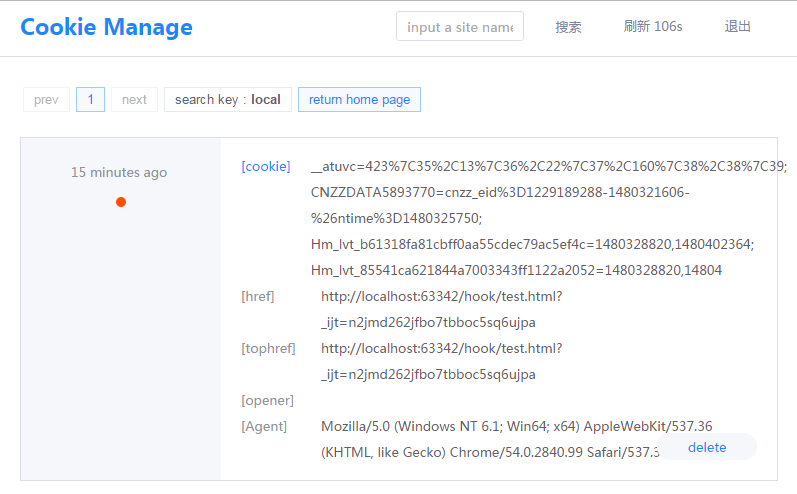 Cookie Manage
input a site name
搜索
刷新 106s
退出
prev
1
next
search key : local
return home page
15 minutes ago
[cookie]
__atuvc=423%7C35%2C13%7C36%2C22%7C37%2C160%7C38%2C38%7C39;
CNZZDATA5893770=cnzz_eid%3D1229189288-1480321606-
%26ntime%3D1480325750;
Hm_lvt_b61318fa81cbff0aa55cdec79ac5ef4c=1480328820,1480402364;
Hm_lvt_85541ca621844a7003343ff1122a2052=1480328820,14804
[href]
http://localhost:63342/hook/test.html?
_ijt=n2jmd262jfbo7tbboc5sq6ujpa
[tophref]
http://localhost:63342/hook/test.html?
_ijt=n2jmd262jfbo7tbboc5sq6ujpa
[opener]
[Agent]
Mozilla/5.0 (Windows NT 6.1; Win64; x64) AppleWebKit/537.36
(KHTML, like Gecko) Chrome/54.0.2840.99 Safari/537.3
delete